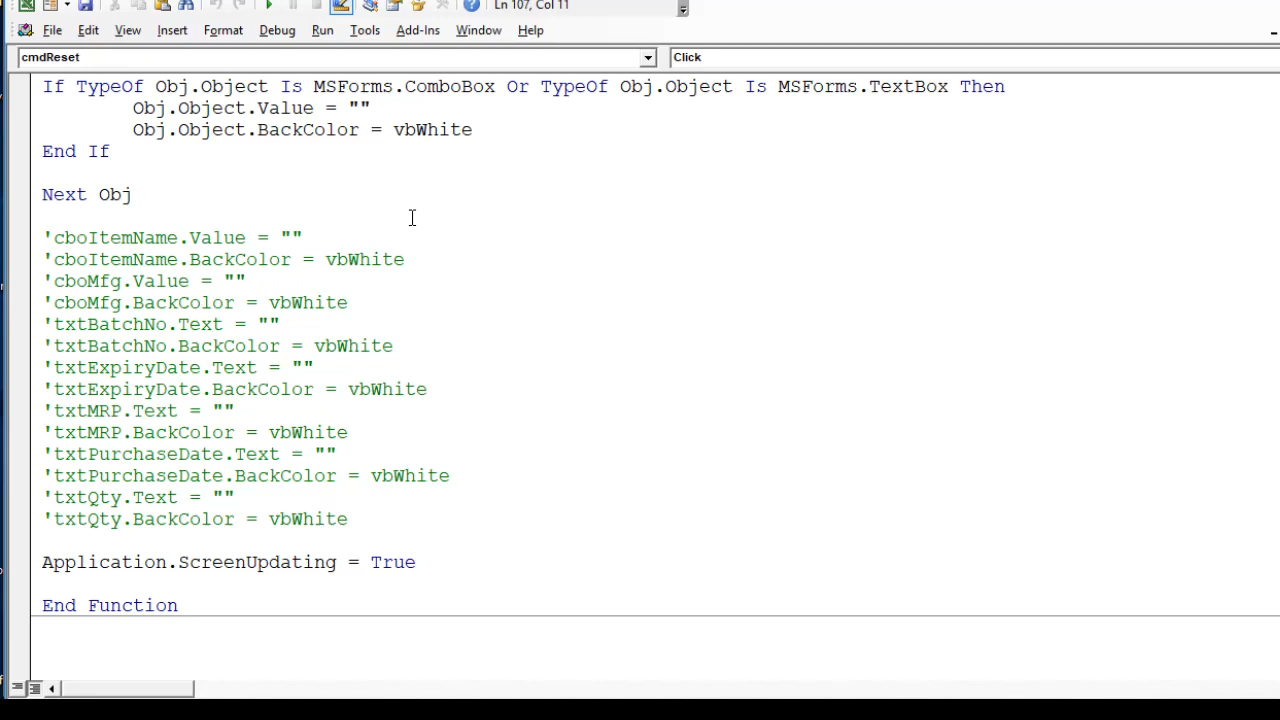 Ln 107, Col 11
File Edit View Insert Format Debug Run Tools Add-Ins Window Help
cmdReset Click
If TypeOf Obj.Object Is MSForms.ComboBox Or TypeOf Obj.Object Is MSForms.TextBox Then
Obj.Object.Value = ""
Obj.Object.BackColor = vbWhite
End If
Next Obj
'cboItemName.Value = ""
'cboItemName.BackColor = vbWhite
'cboMfg.Value = ""
'cboMfg.BackColor = vbWhite
'txtBatchNo.Text = ""
'txtBatchNo.BackColor = vbWhite
'txtExpiryDate.Text = ""
'txtExpiryDate.BackColor = vbWhite
'txtMRP.Text = ""
'txtMRP.BackColor = vbWhite
'txtPurchaseDate.Text = ""
'txtPurchaseDate.BackColor = vbWhite
'txtQty.Text = ""
'txtQty.BackColor = vbWhite
Application.ScreenUpdating = True
End Function